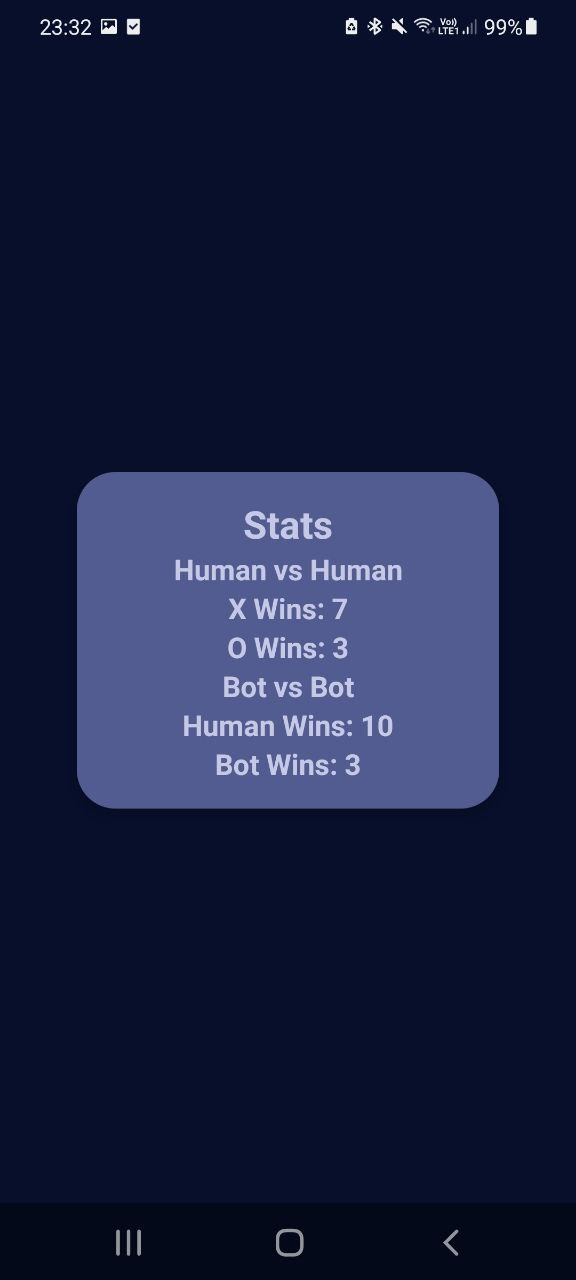 23:32 Vo) LTE1 99%
Stats
Human vs Human
X Wins: 7
O Wins: 3
Bot vs Bot
Human Wins: 10
Bot Wins: 3